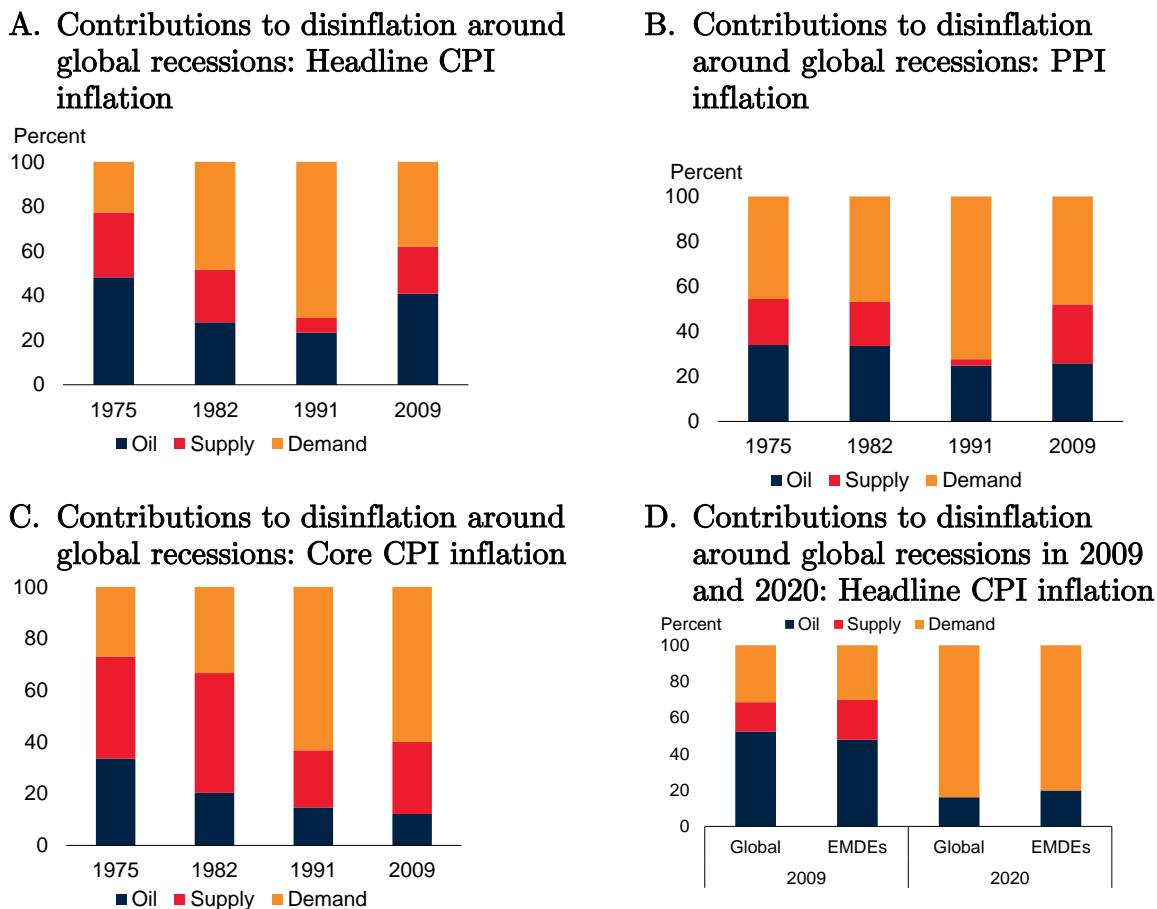 A. Contributions to disinflation around
global recessions: Headline CPI
inflation
Percent
100
80
60
40
20
0
1975 1982 1991 2009
Oil Supply Demand
B. Contributions to disinflation
around global recessions: PPI
inflation
Percent
100
80
60
40
20
0
1975 1982 1991 2009
Oil Supply Demand
C. Contributions to disinflation around
global recessions: Core CPI inflation
100
80
60
40
20
0
1975 1982 1991 2009
Oil Supply Demand
D. Contributions to disinflation
around global recessions in 2009
and 2020: Headline CPI inflation
Percent
Oil Supply Demand
100
80
60
40
20
0
Global EMDEs Global EMDEs
2009 2020